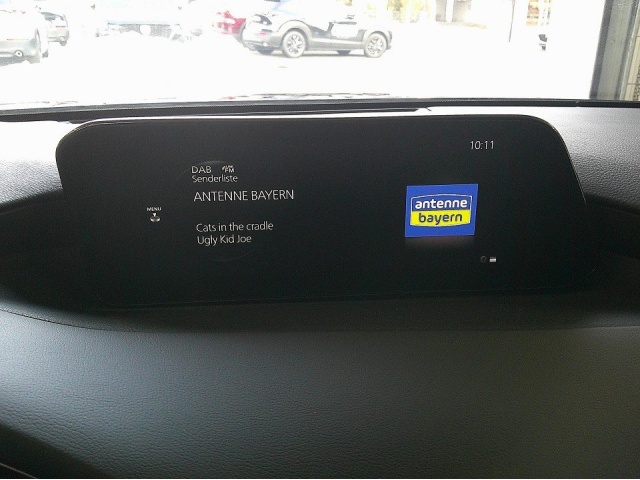 10:11
DAB
Senderliste
ANTENNE BAYERN
MENU
Cats in the cradle
Ugly Kid Joe
antenne
bayern